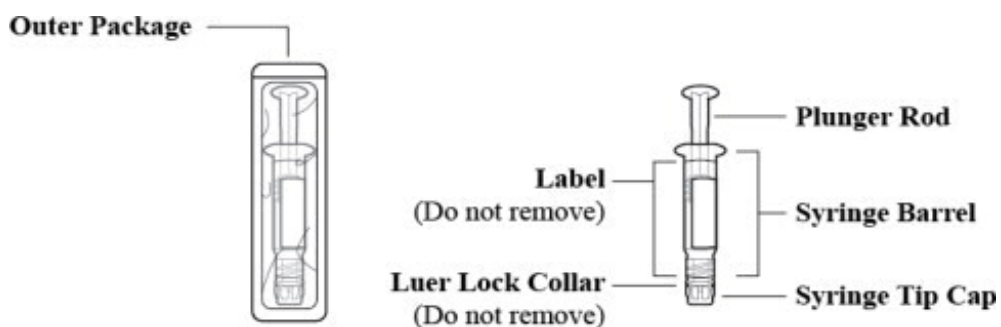 Outer Package
Plunger Rod
Label
(Do not remove)
Syringe Barrel
Luer Lock Collar
(Do not remove)
Syringe Tip Cap